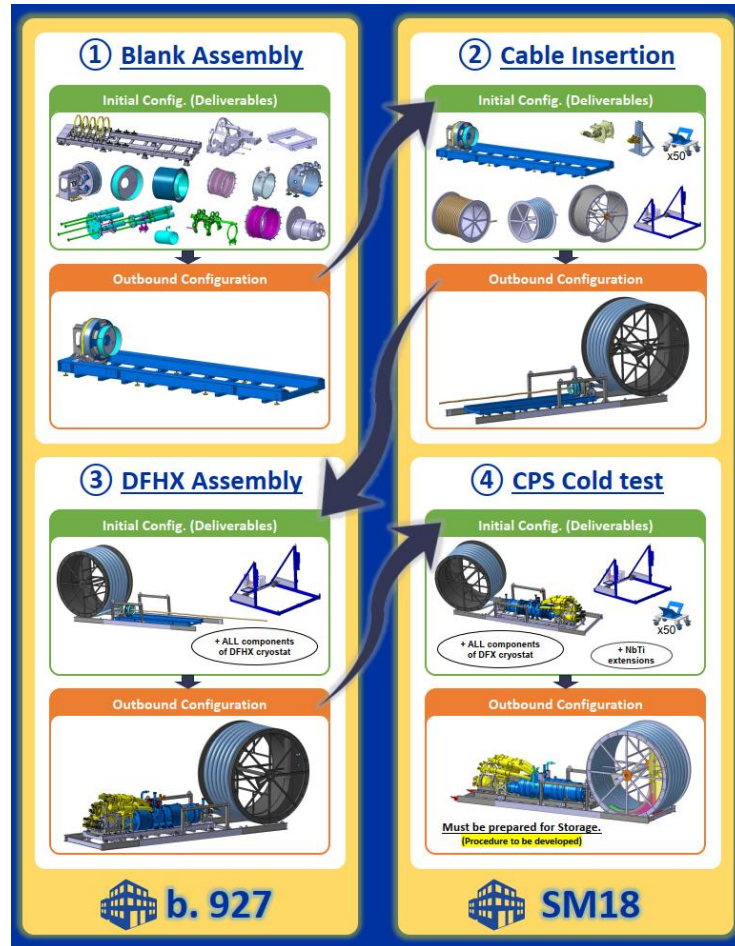 ① Blank Assembly
Initial Config. (Deliverables)
Outbound Configuration
② Cable Insertion
Initial Config. (Deliverables)
x50
Outbound Configuration
③ DFHX Assembly
Initial Config. (Deliverables)
+ ALL components
of DFHX cryostat
Outbound Configuration
④ CPS Cold test
Initial Config. (Deliverables)
x50
+ ALL components
of DFX cryostat
+ NbTi
extensions
Outbound Configuration
Must be prepared for Storage.
(Procedure to be developed)
b. 927
SM18